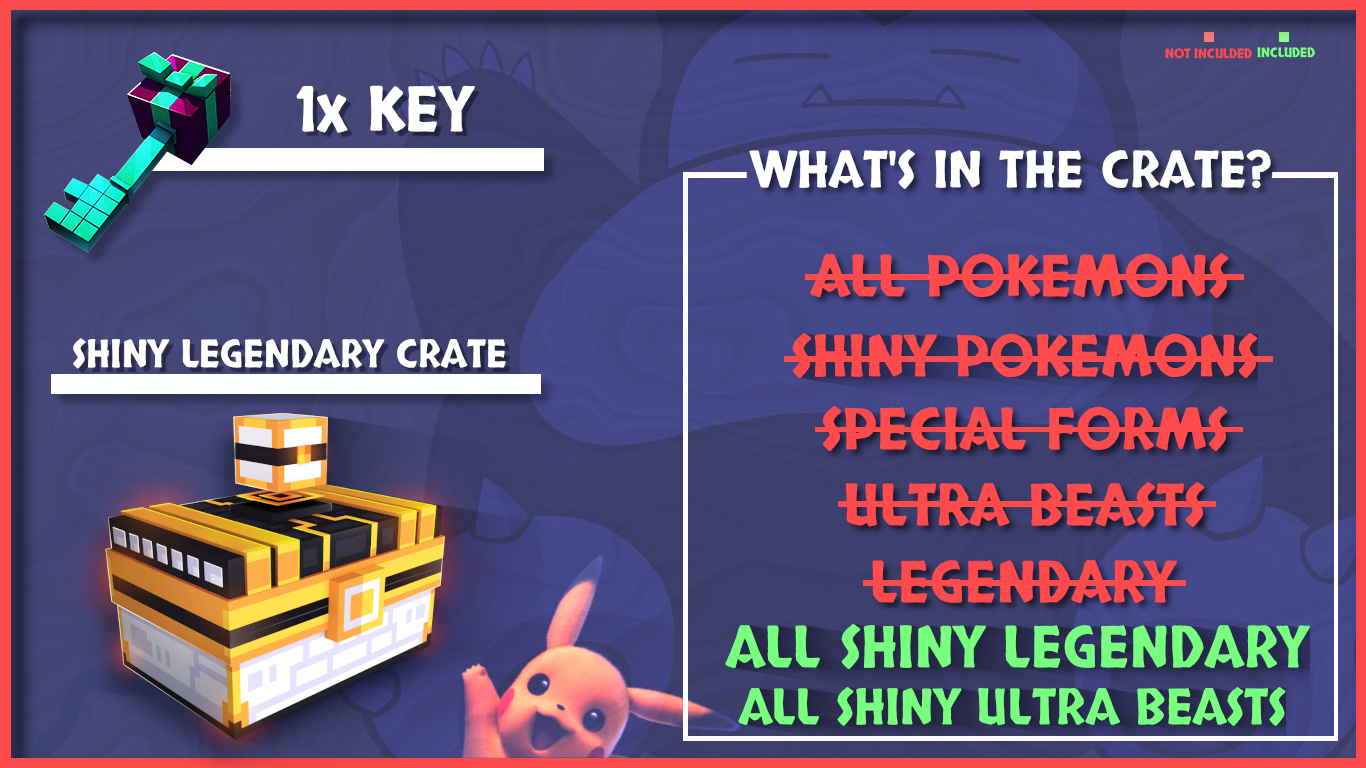 NOT INCULDED INCLUDED
1x KEY
WHAT'S IN THE CRATE?
ALL POKEMONS
SHINY POKEMONS
SHINY LEGENDARY CRATE
SPECIAL FORMS
ULTRA BEASTS
LEGENDARY
ALL SHINY LEGENDARY
ALL SHINY ULTRA BEASTS